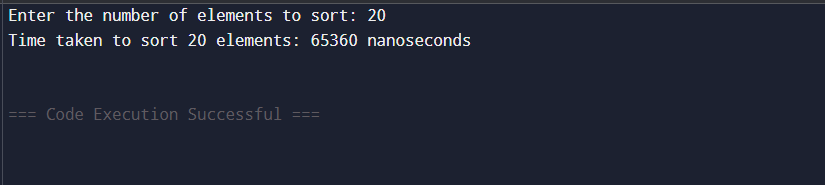 Enter the number of elements to sort: 20
Time taken to sort 20 elements: 65360 nanoseconds
=== Code Execution Successful ===